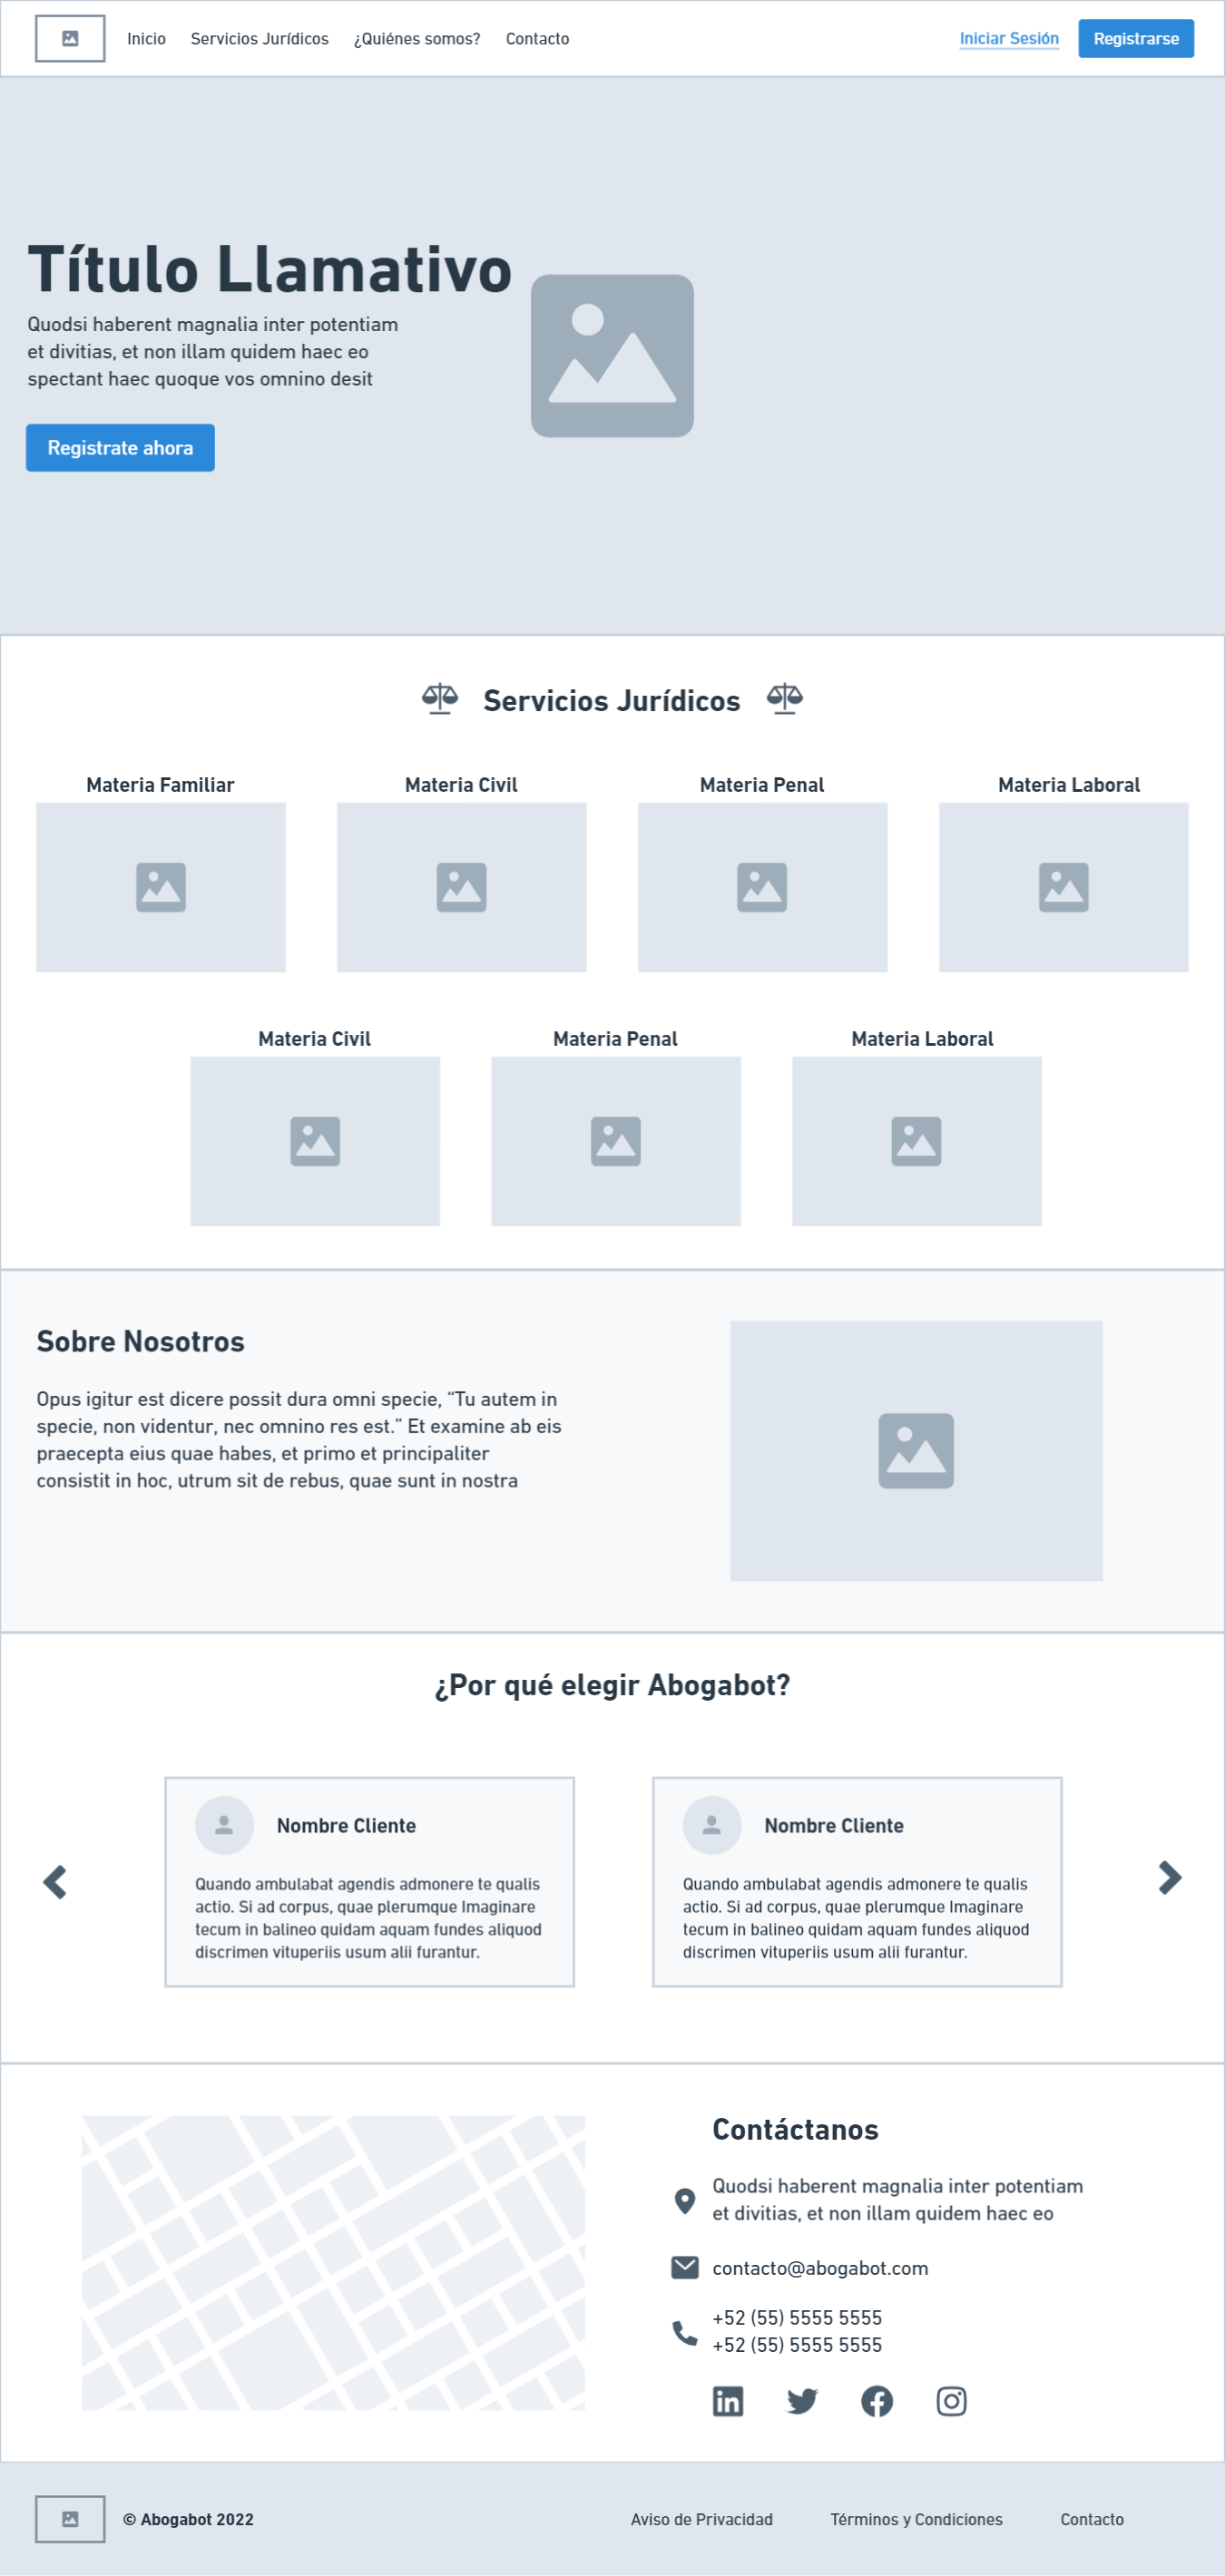 Inicio Servicios Jurídicos ¿Quiénes somos? Contacto Iniciar Sesión Registrarse
Título Llamativo
Quodsi haberent magnalia inter potentiam
et divitias, et non illam quidem haec eo
spectant haec quoque vos omnino desit
Registrate ahora
Servicios Jurídicos
Materia Familiar Materia Civil Materia Penal Materia Laboral
Materia Civil Materia Penal Materia Laboral
Sobre Nosotros
Opus igitur est dicere possit dura omni specie, “Tu autem in
specie, non videntur, nec omnino res est.” Et examine ab eis
praecepta eius quae habes, et primo et principaliter
consistit in hoc, utrum sit de rebus, quae sunt in nostra
¿Por qué elegir Abogabot?
Nombre Cliente
Quando ambulabat agendis admonere te qualis
actio. Si ad corpus, quae plerumque Imaginare
tecum in balineo quidam aquam fundes aliquod
discrimen vituperiis usum alii furantur.
Nombre Cliente
Quando ambulabat agendis admonere te qualis
actio. Si ad corpus, quae plerumque Imaginare
tecum in balineo quidam aquam fundes aliquod
discrimen vituperiis usum alii furantur.
Contáctanos
Quodsi haberent magnalia inter potentiam
et divitias, et non illam quidem haec eo
contacto@abogabot.com
+52 (55) 5555 5555
+52 (55) 5555 5555
© Abogabot 2022 Aviso de Privacidad Términos y Condiciones Contacto